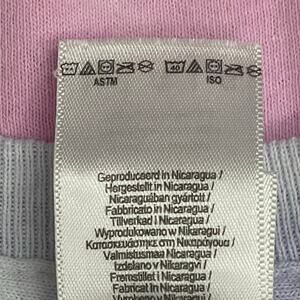 40
ASTM
ISO
Geproduceerd in Nicaragua /
Hergestellt in Nicaragua /
Nicaraguában gyártott /
Fabbricato in Nicaragua /
Tillverkad i Nicaragua /
Wyprodukowano w Nikaragui /
Κατασκευάστηκε στη Νικαράγουα /
Valmistusmaa Nicaragua /
Izdelano v Nikaragvi /
Fremstillet i Nicaragua /
Fabricat în Nicaragua /